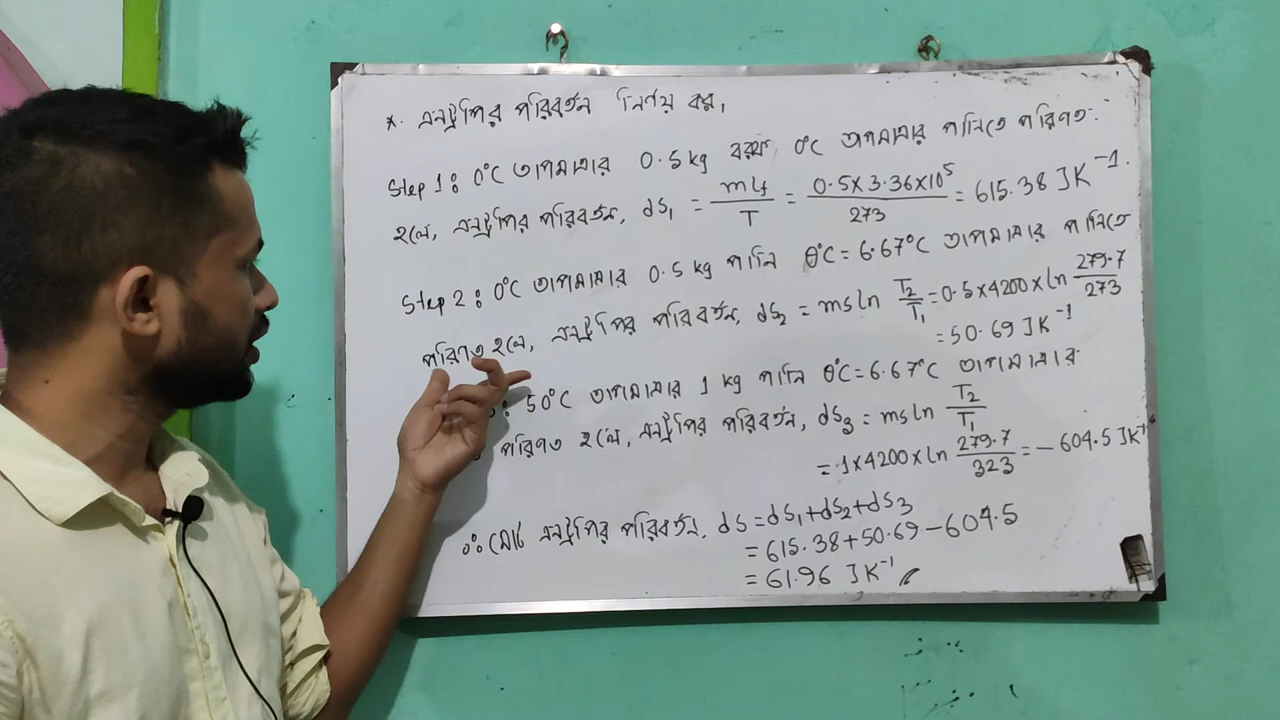 * এনট্রপির পরিবর্তন নির্ণয় কর,
Step 1: 0°C তাপমাত্রার 0.5 kg বরফ 0°C তাপমাত্রার পানিতে পরিণত
হলে, এনট্রপির পরিবর্তন, dS₁ = mLf/T = 0.5×3.36×10⁵/273 = 615.38 JK⁻¹.
Step 2: 0°C তাপমাত্রার 0.5 kg পানি θ°C = 6.67°C তাপমাত্রার পানিতে
পরিণত হলে, এনট্রপির পরিবর্তন, dS₂ = ms ln T₂/T₁ = 0.5×4200×ln 279.7/273
= 50.69 JK⁻¹
: 50°C তাপমাত্রার 1 kg পানি θ°C = 6.67°C তাপমাত্রার
পরিণত হলে, এনট্রপির পরিবর্তন, dS₃ = ms ln T₂/T₁
= 1×4200×ln 279.7/323 = − 604.5 JK⁻¹
∴ মোট এনট্রপির পরিবর্তন, dS = dS₁+dS₂+dS₃
= 615.38+50.69−604.5
= 61.96 JK⁻¹